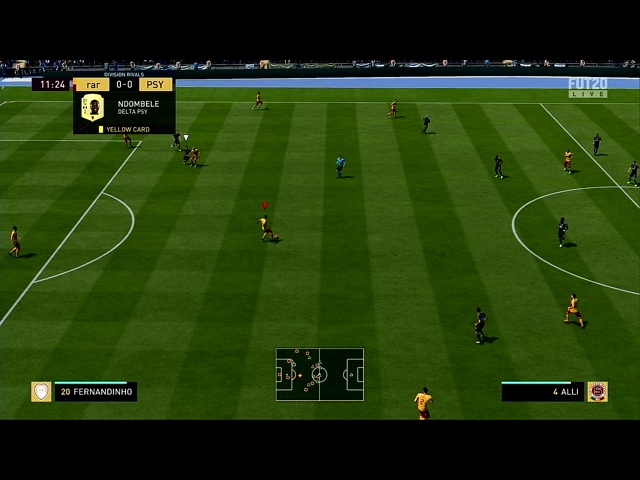 DIVISION RIVALS
11:24 rar 0-0 PSY
NDOMBELE
DELTA PSY
YELLOW CARD
FUT20
LIVE
20 FERNANDINHO
4 ALLI